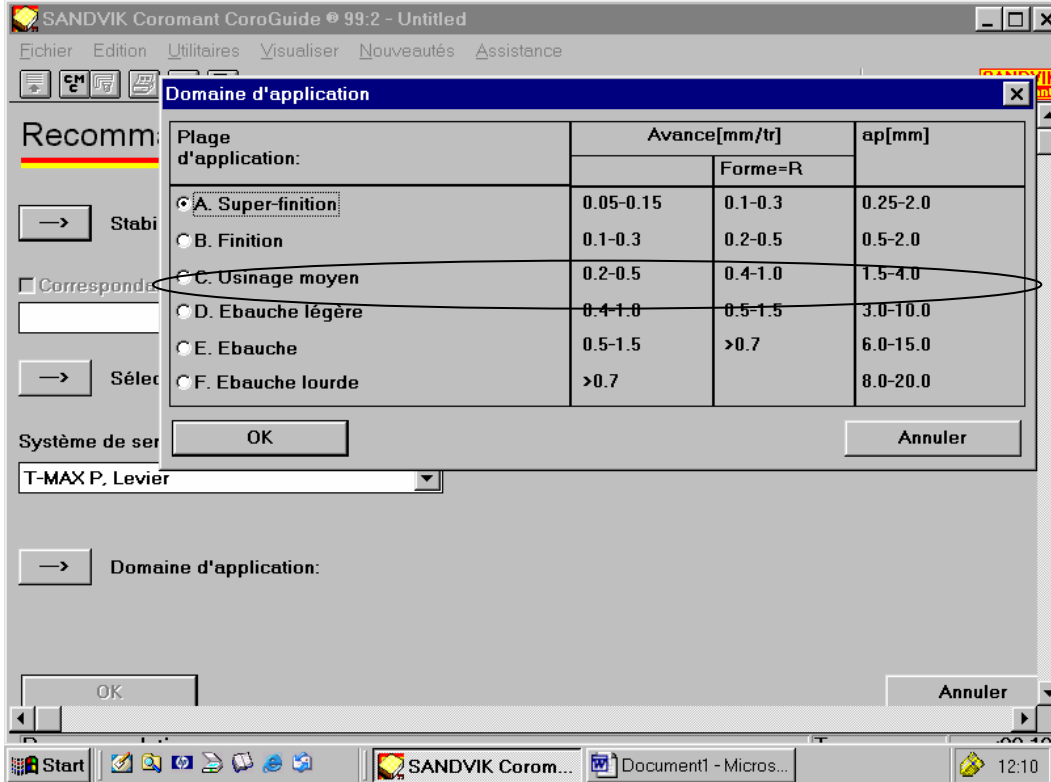 SANDVIK Coromant CoroGuide ® 99:2 - Untitled
Fichier Edition Utilitaires Visualiser Nouveautés Assistance
CM
C
Domaine d'application
Recomm
Plage
d'application:
Avance[mm/tr]
ap[mm]
Forme=R
A. Super-finition 0.05-0.15 0.1-0.3 0.25-2.0
B. Finition 0.1-0.3 0.2-0.5 0.5-2.0
C. Usinage moyen 0.2-0.5 0.4-1.0 1.5-4.0
D. Ebauche légère 0.4-1.0 0.5-1.5 3.0-10.0
E. Ebauche 0.5-1.5 >0.7 6.0-15.0
F. Ebauche lourde >0.7 8.0-20.0
OK Annuler
—> Stabi
Corresponde
—> Sélec
Système de ser
T-MAX P, Levier
—> Domaine d'application:
OK Annuler
Start SANDVIK Corom... Document1 - Micros... 12:10